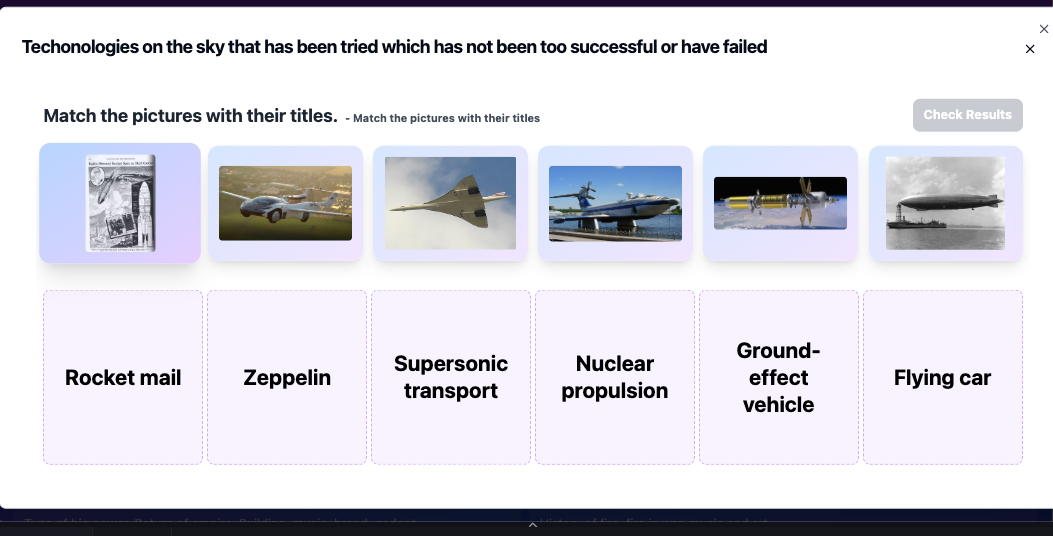 Techonologies on the sky that has been tried which has not been too successful or have failed
Match the pictures with their titles. - Match the pictures with their titles
Check Results
Rocket mail
Zeppelin
Supersonic
transport
Nuclear
propulsion
Ground-
effect
vehicle
Flying car